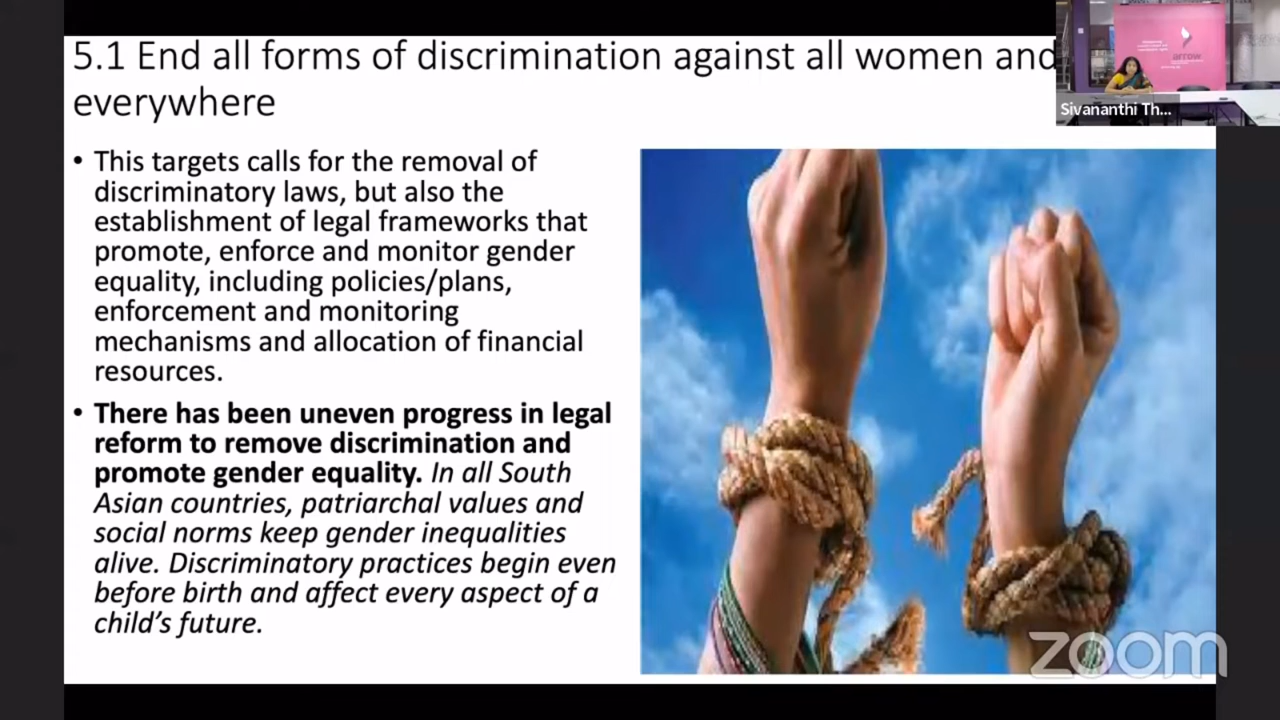 5.1 End all forms of discrimination against all women and
everywhere
• This targets calls for the removal of
discriminatory laws, but also the
establishment of legal frameworks that
promote, enforce and monitor gender
equality, including policies/plans,
enforcement and monitoring
mechanisms and allocation of financial
resources.
• There has been uneven progress in legal
reform to remove discrimination and
promote gender equality. In all South
Asian countries, patriarchal values and
social norms keep gender inequalities
alive. Discriminatory practices begin even
before birth and affect every aspect of a
child’s future.
arrow
Sivananthi Th...
zoom